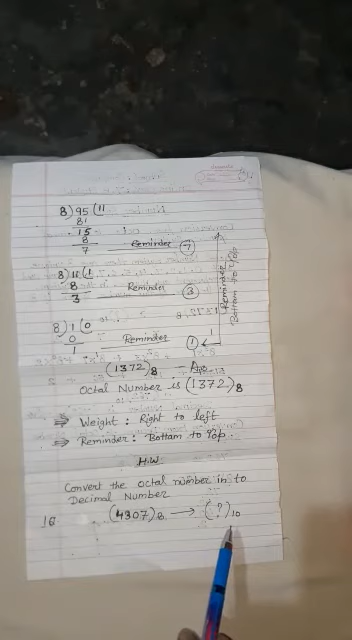 8) 95 (11
8↓
15
8
7 Reminder 7
8) 11 (1
8
3 Reminder 3
8) 1 (0
0
1 Reminder 1
Reminder
Bottom to Top
(1372)8 Ans
Octal Number is (1372)8
⇒ Weight : Right to left
⇒ Reminder : Bottom to Top.
H.W
Convert the octal number in to
Decimal Number
16 (4307)8 → (?)10